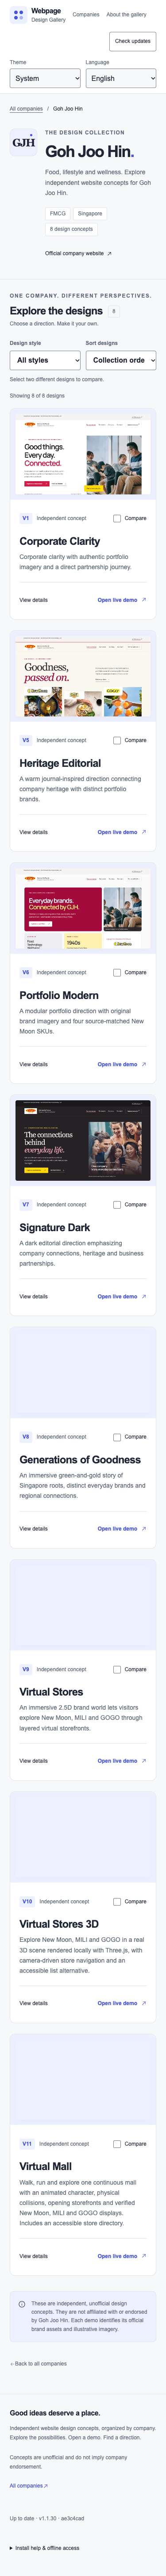 Webpage
Design Gallery
Companies
About the gallery
Check updates
Theme
Language
System
English
All companies / Goh Joo Hin
GJH
THE DESIGN COLLECTION
Goh Joo Hin.
Food, lifestyle and wellness. Explore
independent website concepts for Goh
Joo Hin.
FMCG
Singapore
8 design concepts
Official company website ↗
ONE COMPANY. DIFFERENT PERSPECTIVES.
Explore the designs 8
Choose a direction. Make it your own.
Design style
Sort designs
All styles
Collection orde
Select two different designs to compare.
Showing 8 of 8 designs
Good things.
Every day.
Connected.
V1 Independent concept
Compare
Corporate Clarity
Corporate clarity with authentic portfolio
imagery and a direct partnership journey.
View details
Open live demo ↗
Goodness,
passed on.
V5 Independent concept
Compare
Heritage Editorial
A warm journal-inspired direction connecting
company heritage with distinct portfolio
brands.
View details
Open live demo ↗
Everyday brands.
Connected by GJH.
1940s
V6 Independent concept
Compare
Portfolio Modern
A modular portfolio direction with original
brand imagery and four source-matched New
Moon SKUs.
View details
Open live demo ↗
The connections
behind
everyday.
V7 Independent concept
Compare
Signature Dark
A dark editorial direction emphasizing
company connections, heritage and business
partnerships.
View details
Open live demo ↗
V8 Independent concept
Compare
Generations of Goodness
An immersive green-and-gold story of
Singapore roots, distinct everyday brands and
regional connections.
View details
Open live demo ↗
V9 Independent concept
Compare
Virtual Stores
An immersive 2.5D brand world lets visitors
explore New Moon, MILI and GOGO through
layered virtual storefronts.
View details
Open live demo ↗
V10 Independent concept
Compare
Virtual Stores 3D
Explore New Moon, MILI and GOGO in a real
3D scene rendered locally with Three.js, with
camera-driven store navigation and an
accessible list alternative.
View details
Open live demo ↗
V11 Independent concept
Compare
Virtual Mall
Walk, run and explore one continuous mall
with an animated character, physical
collisions, opening storefronts and verified
New Moon, MILI and GOGO displays.
Includes an accessible store directory.
View details
Open live demo ↗
These are independent, unofficial design
concepts. They are not affiliated with or endorsed
by Goh Joo Hin. Each demo identifies its official
brand assets and illustrative imagery.
← Back to all companies
Good ideas deserve a place.
Independent website design concepts, organized by company.
Explore the possibilities. Open a demo. Find a direction.
Concepts are unofficial and do not imply company
endorsement.
All companies ↗
Up to date · v1.1.30 · ae3c4cad
Install help & offline access